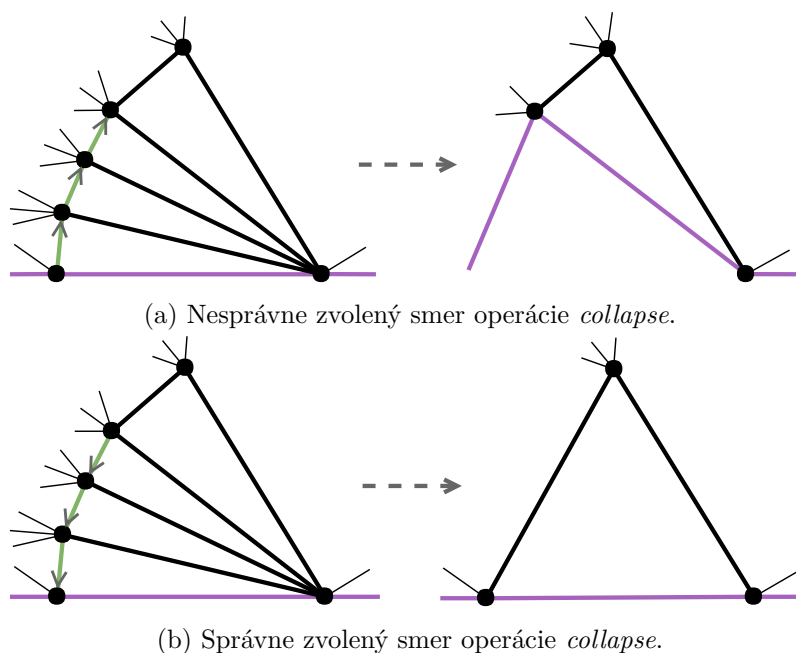 (a) Nesprávne zvolený smer operácie collapse.
(b) Správne zvolený smer operácie collapse.